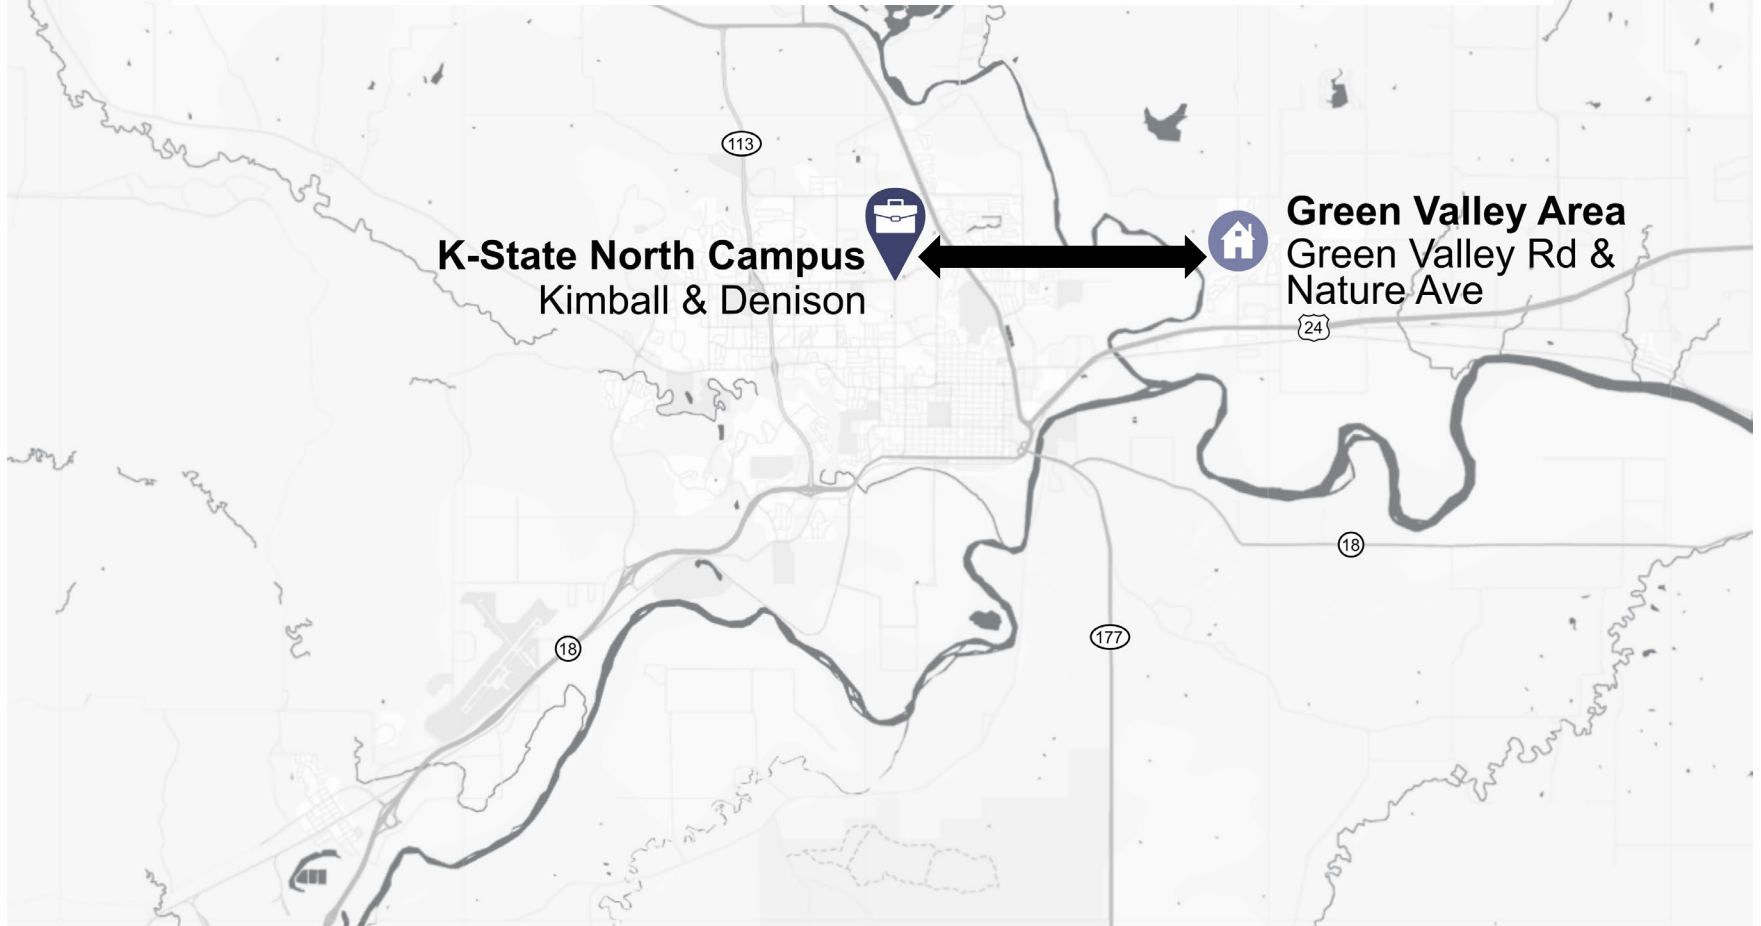 113
K-State North Campus
Kimball & Denison
Green Valley Area
Green Valley Rd &
Nature Ave
24
18
18
177